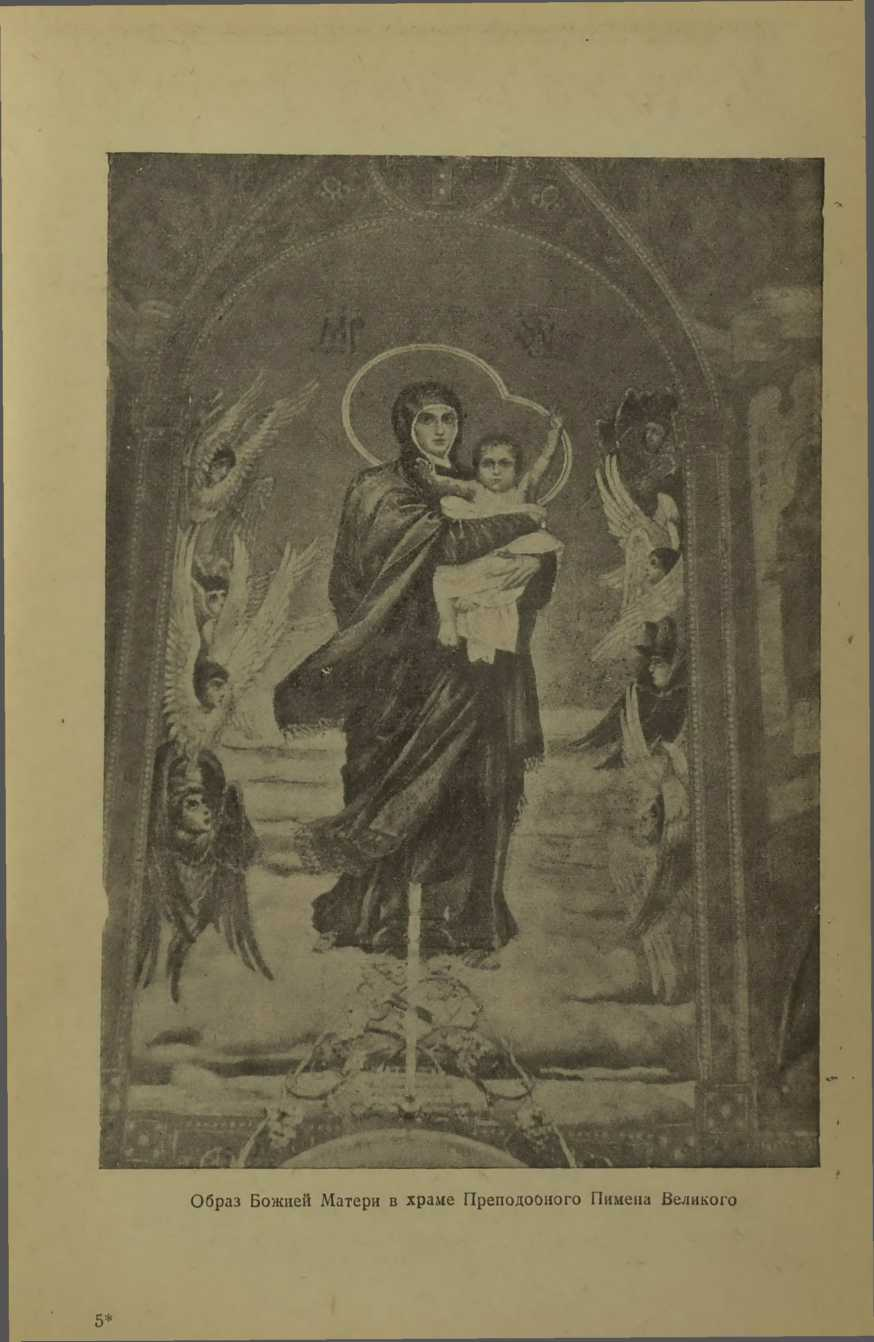 Образ Божией Матери в храме Преподобного Пимена Великого
5*